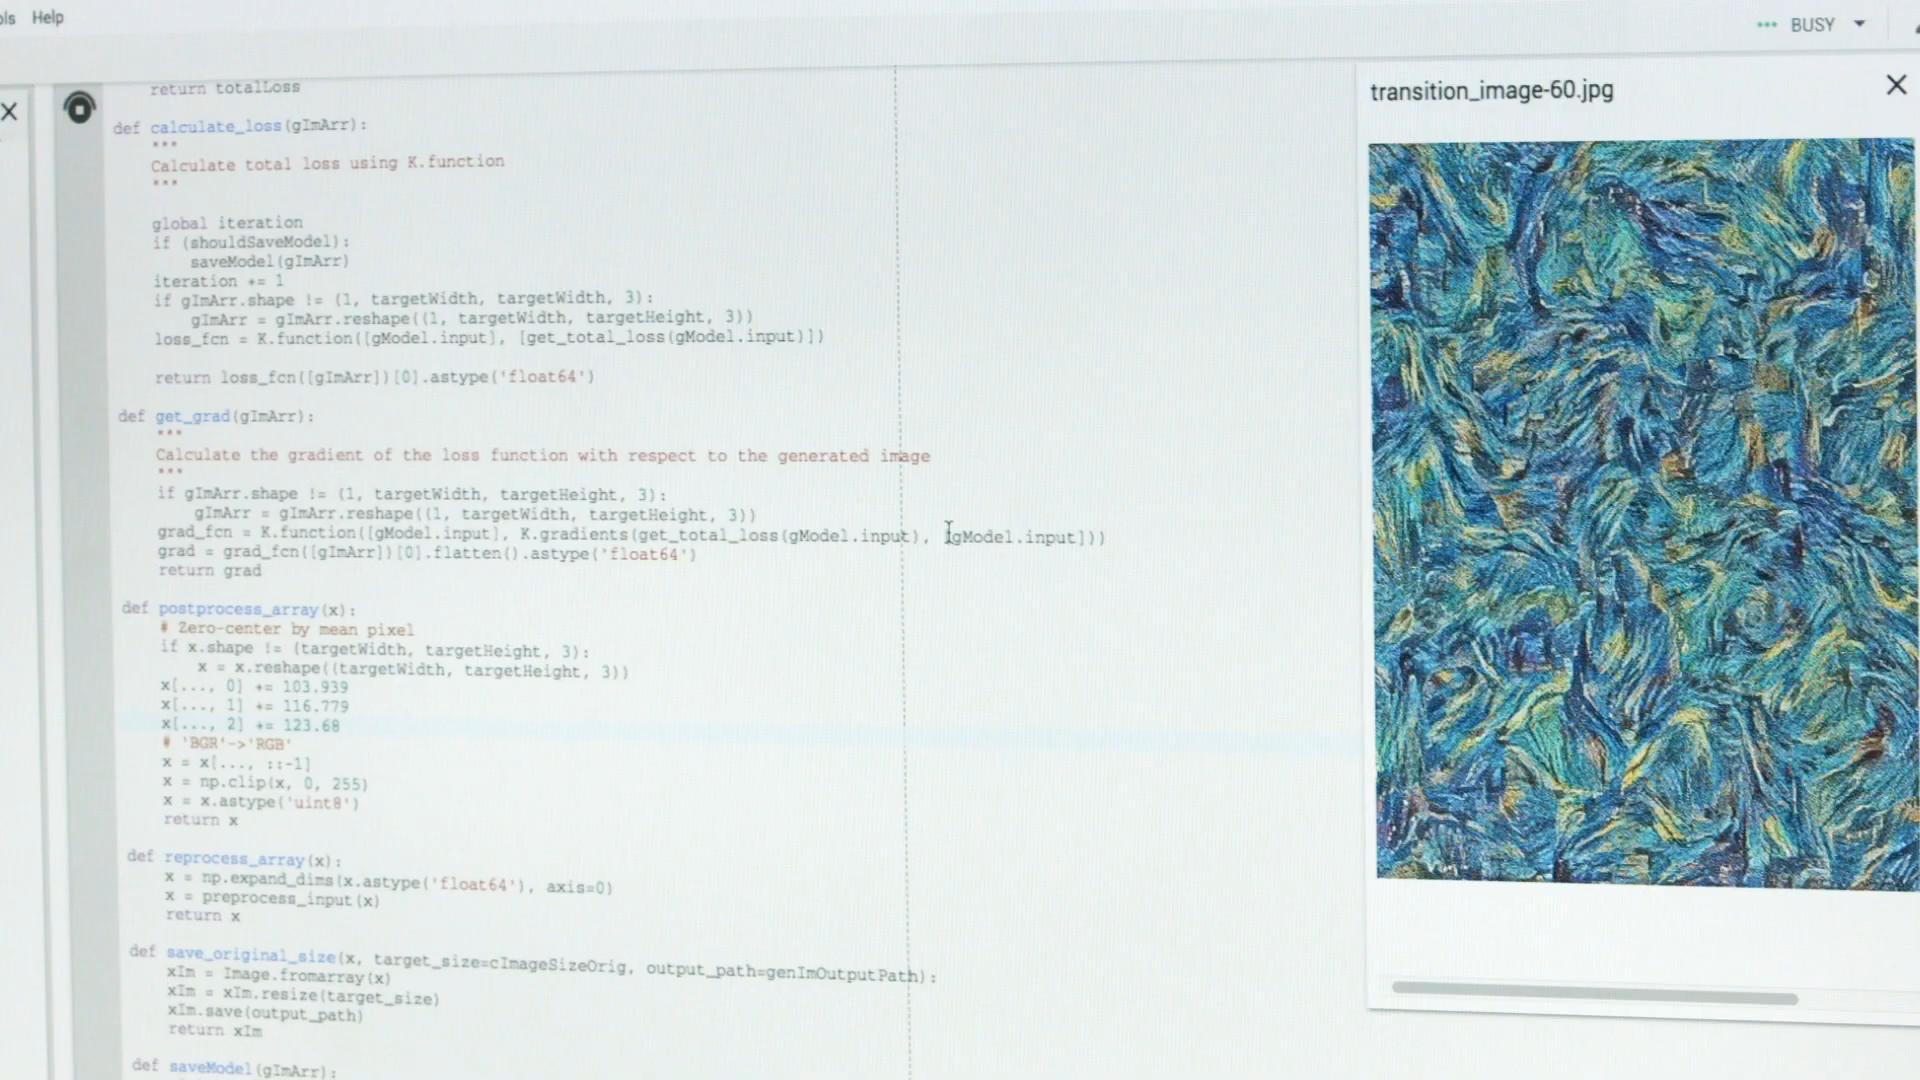 Help
BUSY
return totalLoss
def calculate_loss(gImArr):
"""
Calculate total loss using K.function
"""
global iteration
if (shouldSaveModel):
saveModel(gImArr)
iteration += 1
if gImArr.shape != (1, targetWidth, targetWidth, 3):
gImArr = gImArr.reshape((1, targetWidth, targetHeight, 3))
loss_fcn = K.function([gModel.input], [get_total_loss(gModel.input)])
return loss_fcn([gImArr])[0].astype('float64')
def get_grad(gImArr):
"""
Calculate the gradient of the loss function with respect to the generated image
"""
if gImArr.shape != (1, targetWidth, targetHeight, 3):
gImArr = gImArr.reshape((1, targetWidth, targetHeight, 3))
grad_fcn = K.function([gModel.input], K.gradients(get_total_loss(gModel.input), [gModel.input]))
grad = grad_fcn([gImArr])[0].flatten().astype('float64')
return grad
def postprocess_array(x):
# Zero-center by mean pixel
if x.shape != (targetWidth, targetHeight, 3):
x = x.reshape((targetWidth, targetHeight, 3))
x[..., 0] += 103.939
x[..., 1] += 116.779
x[..., 2] += 123.68
# 'BGR'->'RGB'
x = x[..., ::-1]
x = np.clip(x, 0, 255)
x = x.astype('uint8')
return x
def reprocess_array(x):
x = np.expand_dims(x.astype('float64'), axis=0)
x = preprocess_input(x)
return x
def save_original_size(x, target_size=cImageSizeOrig, output_path=genImOutputPath):
xIm = Image.fromarray(x)
xIm = xIm.resize(target_size)
xIm.save(output_path)
return xIm
def saveModel(gImArr):
transition_image-60.jpg